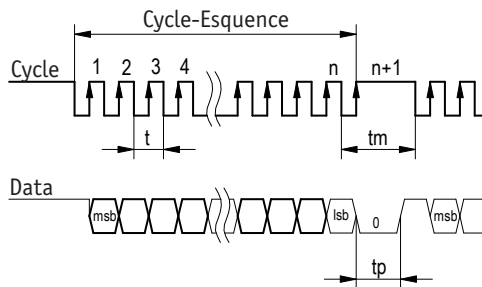 Cycle-Esquence
Cycle 1 2 3 4 n n+1
t tm
Data
msb lsb 0 msb
tp